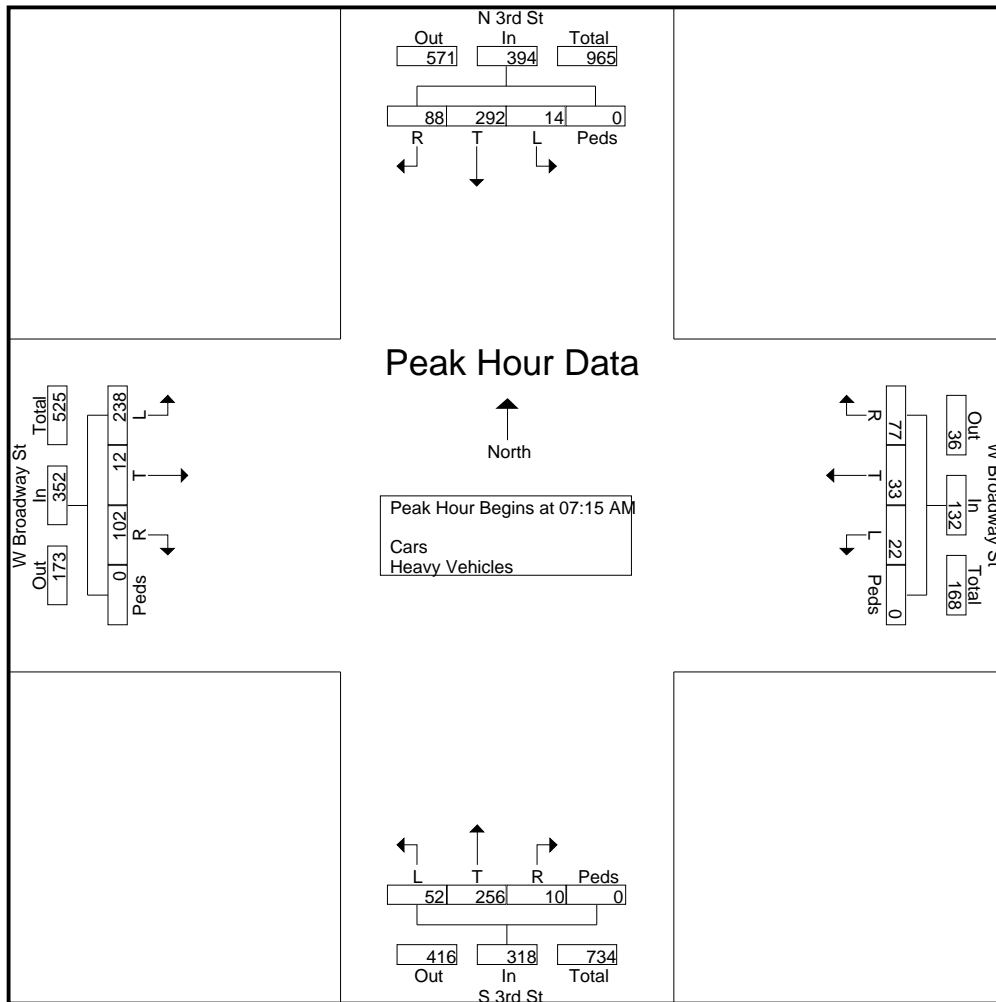 N 3rd St
Out In Total
571 394 965
88 292 14 0
R T L Peds
Peak Hour Data
North
Peak Hour Begins at 07:15 AM
Cars
Heavy Vehicles
W Broadway St
Total In Out
525 352 173
238 12 102 0
L T R Peds
R T L Peds
77 33 22 0
Out In Total
36 132 168
W Broadway St
L T R Peds
52 256 10 0
416 318 734
Out In Total
S 3rd St